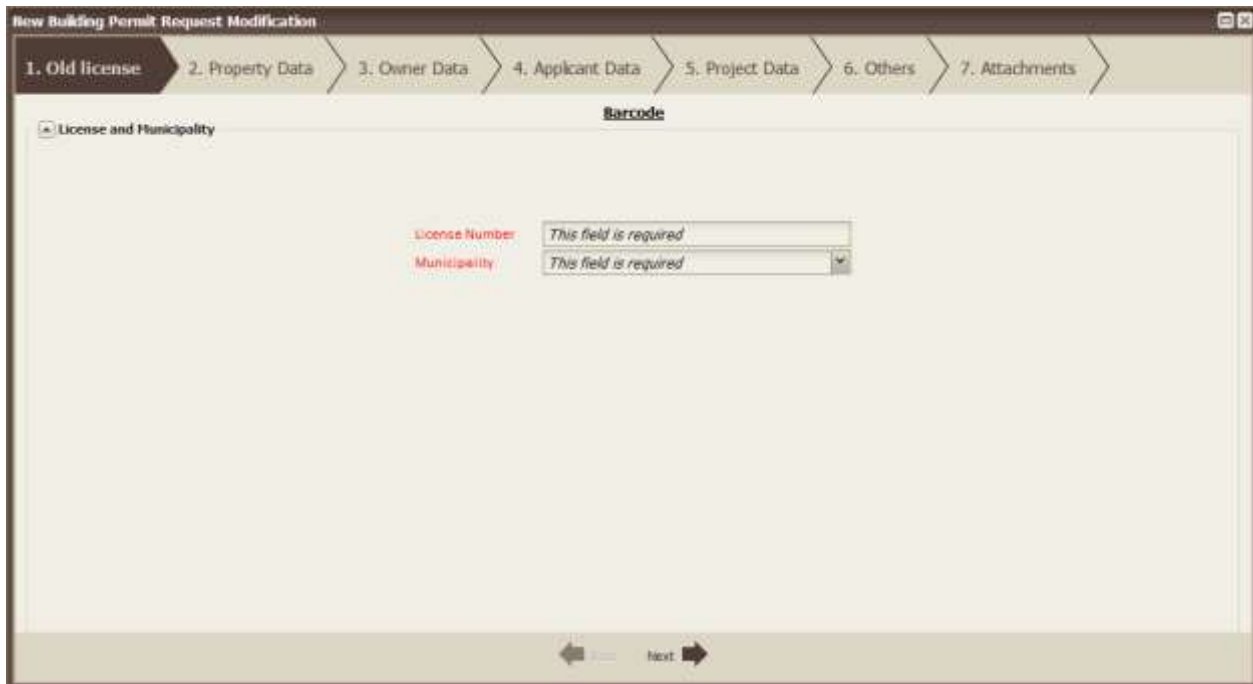 New Building Permit Request Modification
1. Old license 2. Property Data 3. Owner Data 4. Applicant Data 5. Project Data 6. Others 7. Attachments
Barcode
License and Municipality
License Number This field is required
Municipality This field is required
Next